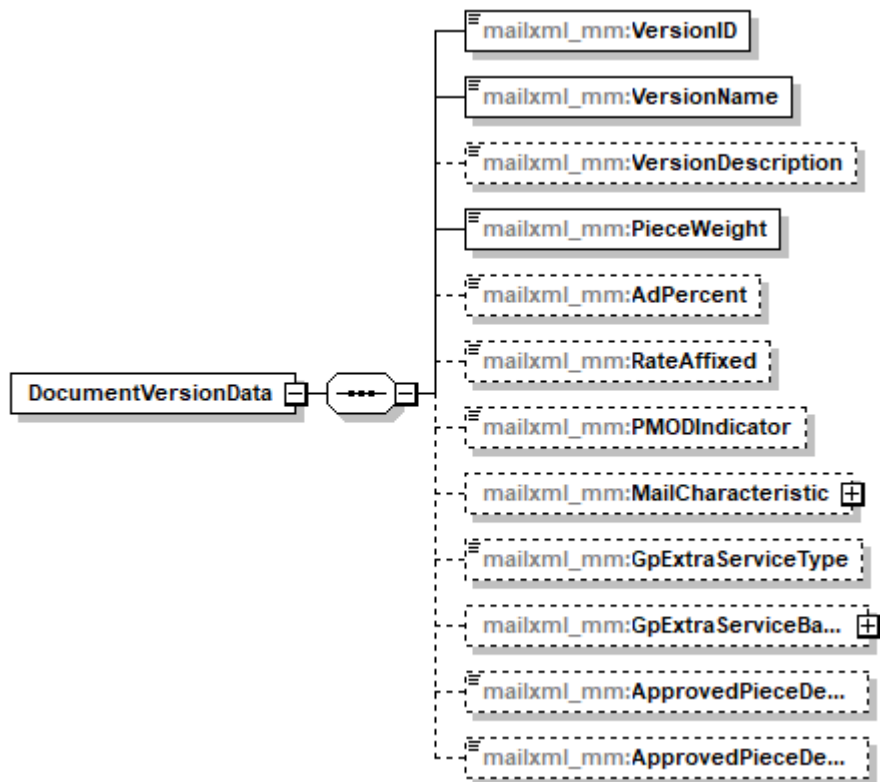 mailxml_mm:VersionID
mailxml_mm:VersionName
mailxml_mm:VersionDescription
mailxml_mm:PieceWeight
mailxml_mm:AdPercent
mailxml_mm:RateAffixed
DocumentVersionData
mailxml_mm:PMODIndicator
mailxml_mm:MailCharacteristic
mailxml_mm:GpExtraServiceType
mailxml_mm:GpExtraServiceBa...
mailxml_mm:ApprovedPieceDe...
mailxml_mm:ApprovedPieceDe...